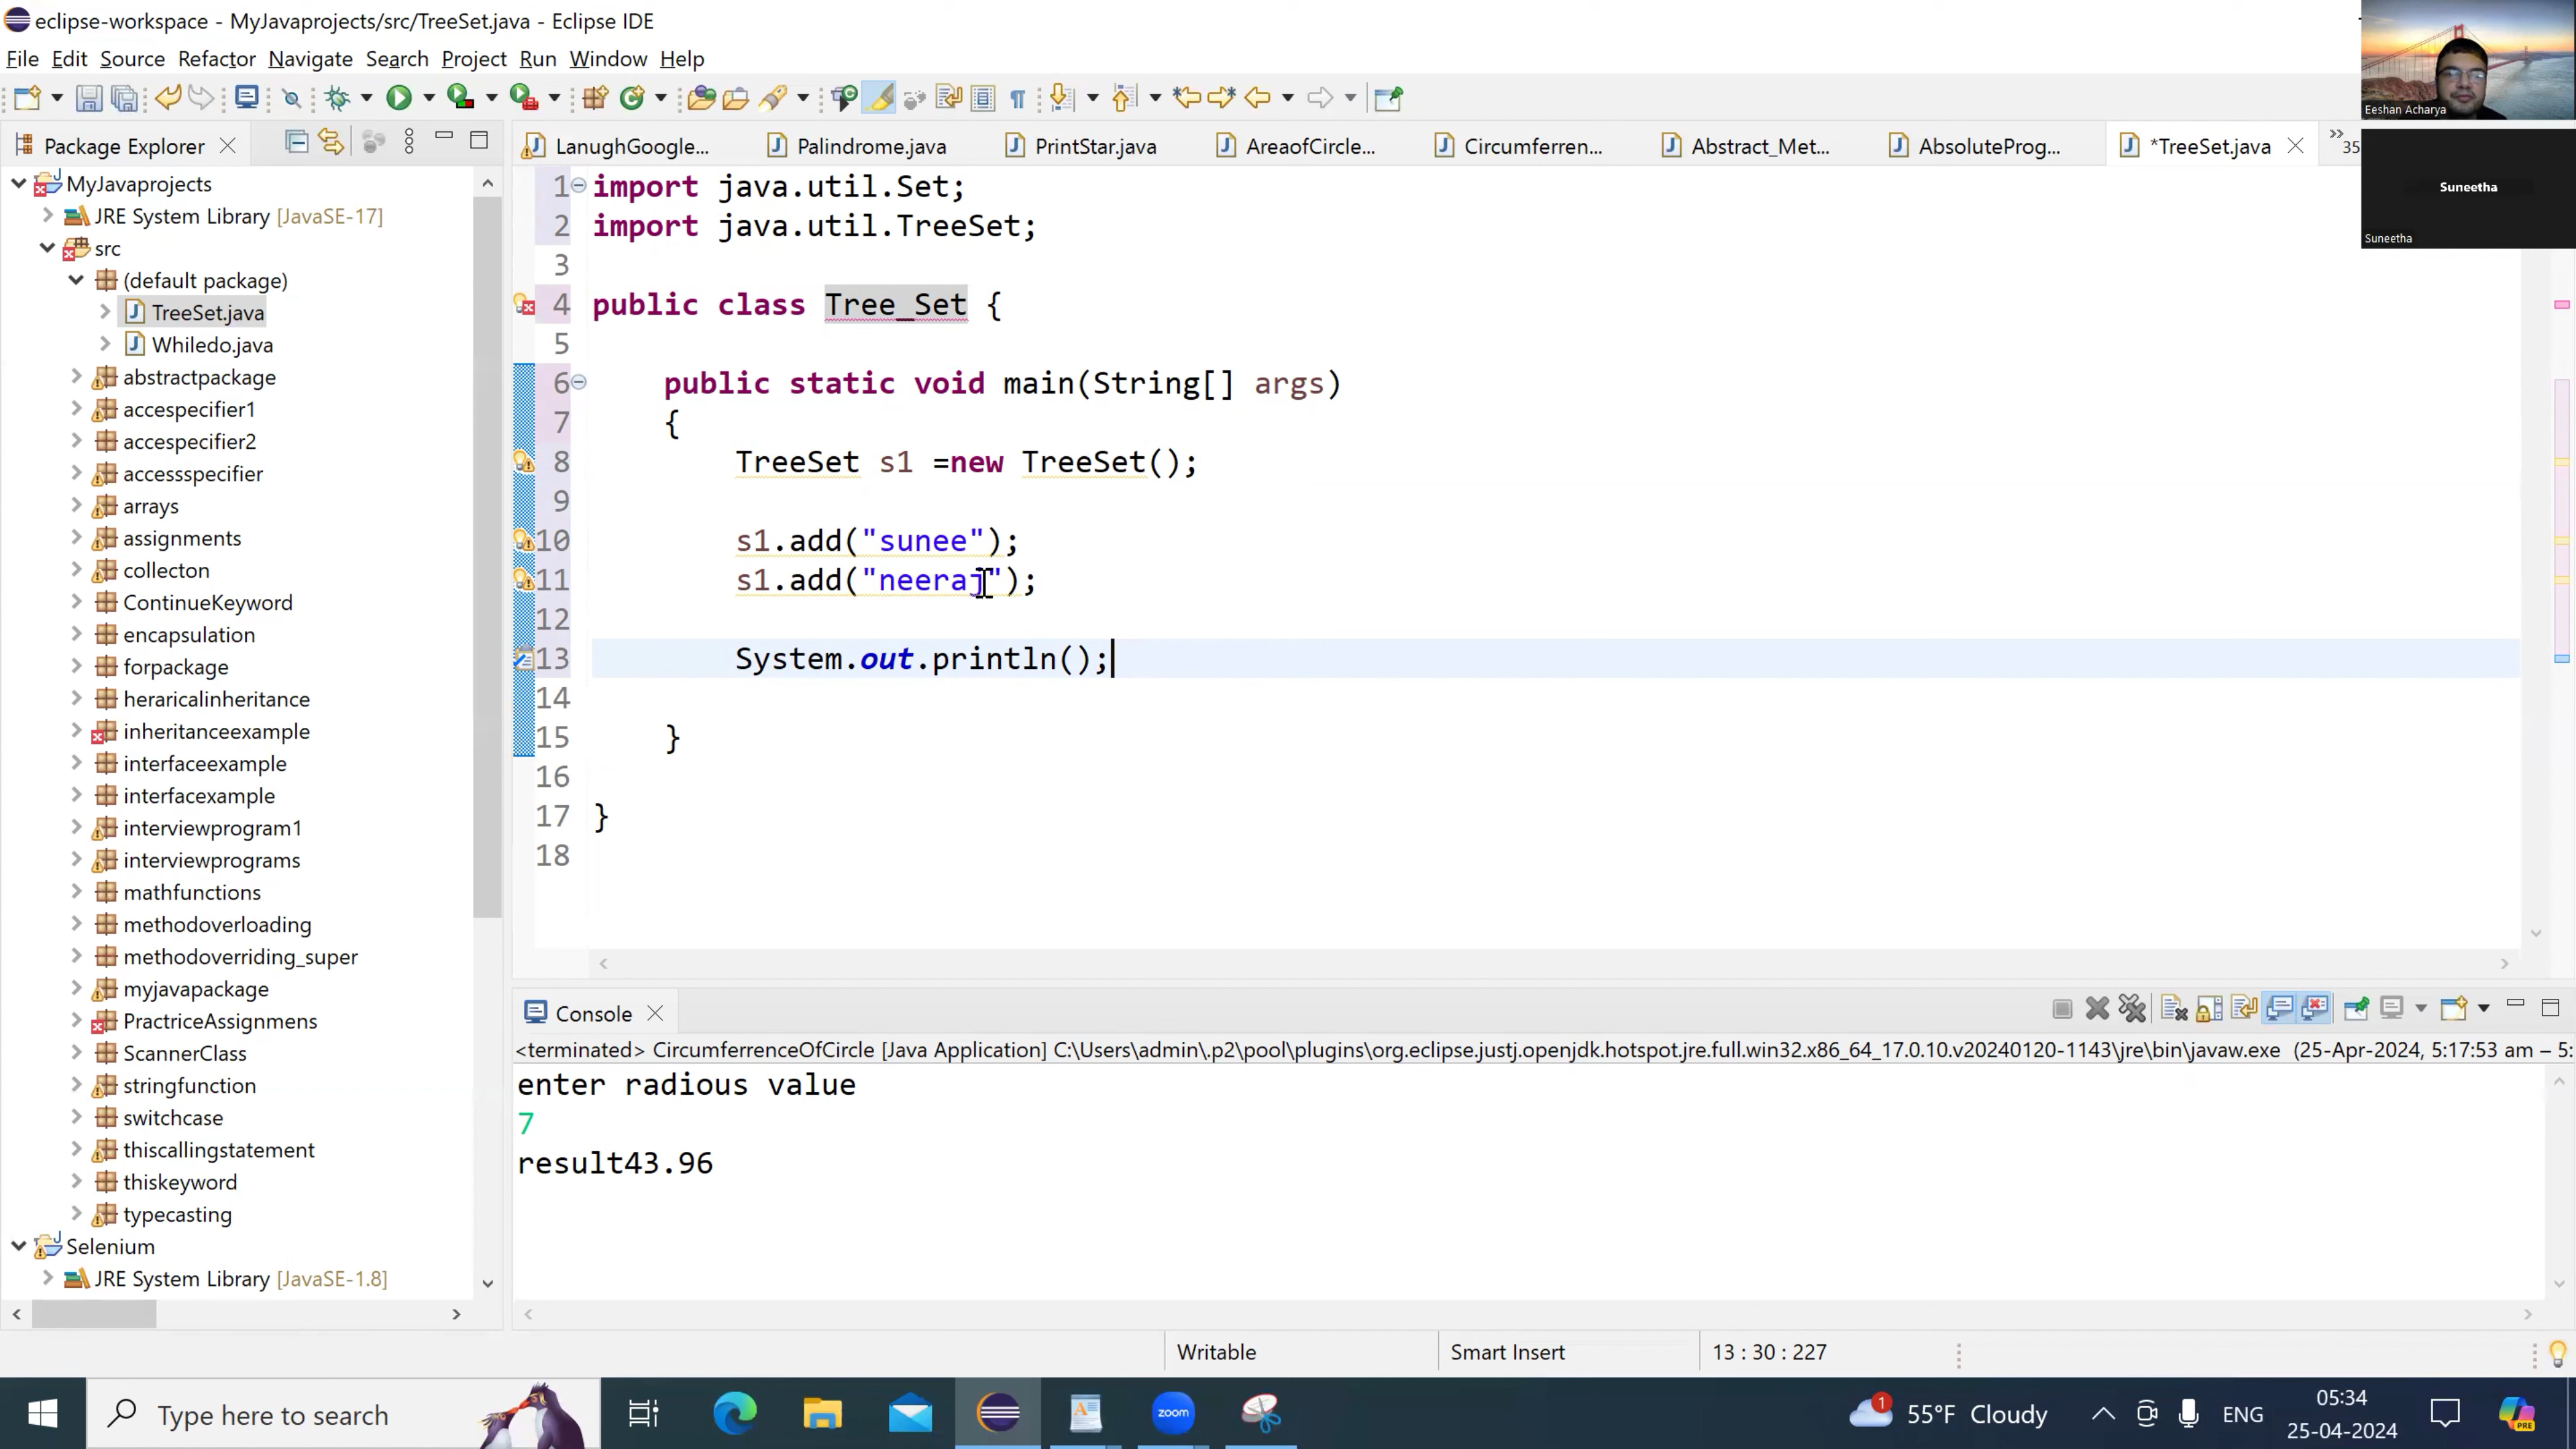 eclipse-workspace - MyJavaprojects/src/TreeSet.java - Eclipse IDE
File Edit Source Refactor Navigate Search Project Run Window Help
Eeshan Acharya
Suneetha
Suneetha
Package Explorer
LanughGoogle...
Palindrome.java
PrintStar.java
AreaofCircle...
Circumferren...
Abstract_Met...
AbsoluteProg...
*TreeSet.java
35
MyJavaprojects
JRE System Library [JavaSE-17]
src
(default package)
TreeSet.java
Whiledo.java
abstractpackage
accespecifier1
accespecifier2
accessspecifier
arrays
assignments
collecton
ContinueKeyword
encapsulation
forpackage
heraricalinheritance
inheritanceexample
interfaceexample
interfacexample
interviewprogram1
interviewprograms
mathfunctions
methodoverloading
methodoverriding_super
myjavapackage
PractriceAssignmens
ScannerClass
stringfunction
switchcase
thiscallingstatement
thiskeyword
typecasting
Selenium
JRE System Library [JavaSE-1.8]
1 import java.util.Set;
2 import java.util.TreeSet;
3
4 public class Tree_Set {
5
6 public static void main(String[] args)
7 {
8 TreeSet s1 =new TreeSet();
9
10 s1.add("sunee");
11 s1.add("neeraj");
12
13 System.out.println();
14
15 }
16
17 }
18
Console
<terminated> CircumferrenceOfCircle [Java Application] C:\Users\admin\.p2\pool\plugins\org.eclipse.justj.openjdk.hotspot.jre.full.win32.x86_64_17.0.10.v20240120-1143\jre\bin\javaw.exe (25-Apr-2024, 5:17:53 am – 5:
enter radious value
7
result43.96
Writable
Smart Insert
13 : 30 : 227
Type here to search
zoom
1
55°F Cloudy
ENG
05:34
25-04-2024
PRE